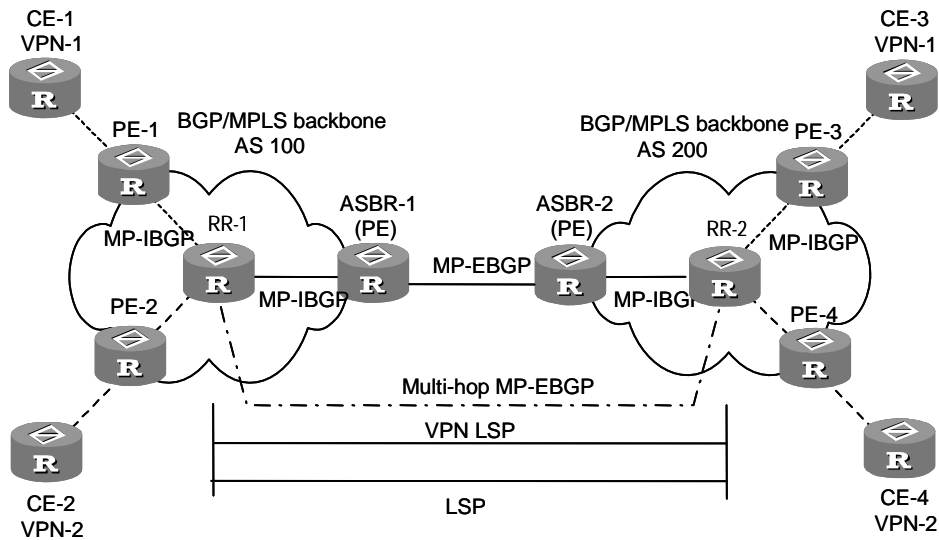 CE-1
VPN-1
CE-3
VPN-1
PE-1
BGP/MPLS backbone
AS 100
BGP/MPLS backbone
AS 200
PE-3
R
R
R
R
ASBR-1
(PE)
ASBR-2
(PE)
MP-IBGP
RR-1
RR-2
MP-IBGP
MP-EBGP
R
R
R
R
MP-IBGP
MP-IBGP
PE-2
PE-4
R
R
Multi-hop MP-EBGP
VPN LSP
R
R
LSP
CE-2
VPN-2
CE-4
VPN-2